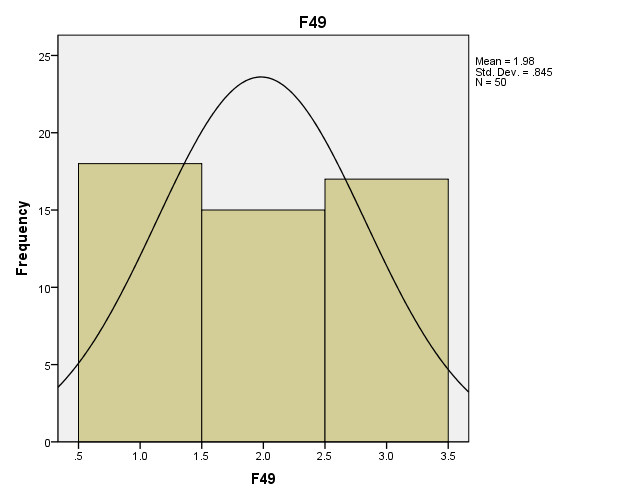 F49
Mean = 1.98
Std. Dev. = .845
N = 50
25
20
15
10
5
0
Frequency
.5 1.0 1.5 2.0 2.5 3.0 3.5
F49